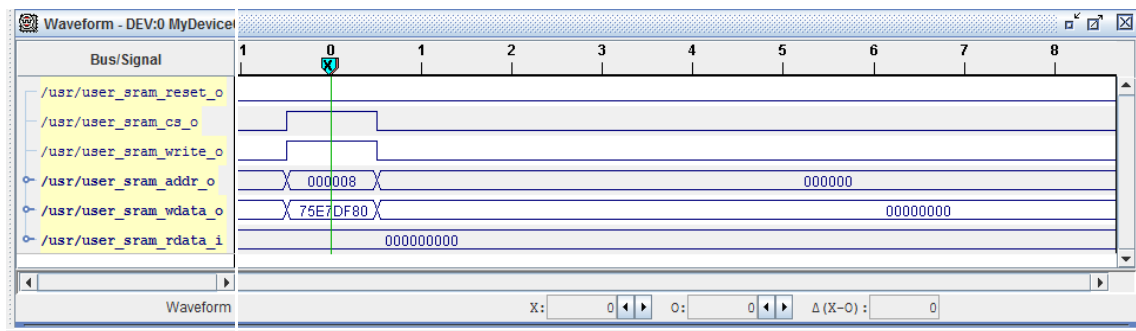 Waveform - DEV:0 MyDevice
Bus/Signal 1 0 1 2 3 4 5 6 7 8
X
/usr/user_sram_reset_o
/usr/user_sram_cs_o
/usr/user_sram_write_o
/usr/user_sram_addr_o 000008 000000
/usr/user_sram_wdata_o 75E7DF80 00000000
/usr/user_sram_rdata_i 000000000
Waveform X: 0 O: 0 Δ(X-O): 0